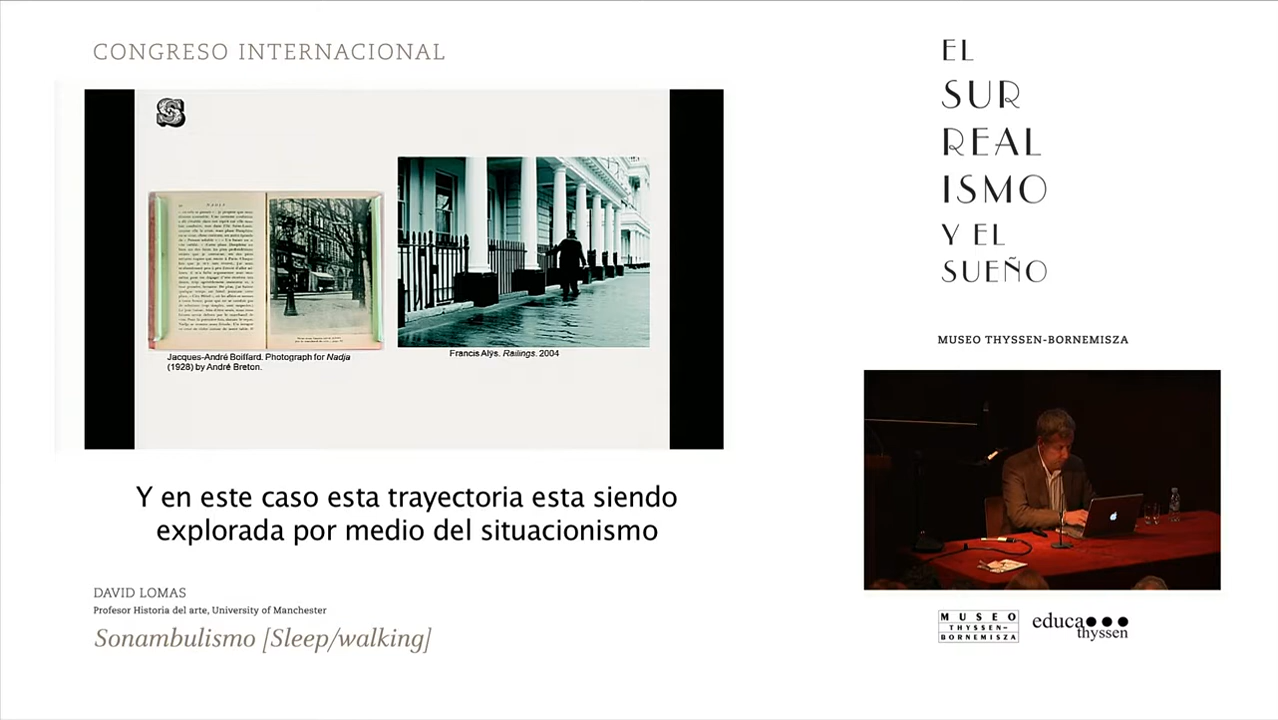 CONGRESO INTERNACIONAL
S
NADJA
Jacques-André Boiffard. Photograph for Nadja
(1928) by André Breton.
Francis Alÿs. Railings. 2004
Y en este caso esta trayectoria esta siendo
explorada por medio del situacionismo
DAVID LOMAS
Profesor Historia del arte, University of Manchester
Sonambulismo [Sleep/walking]
EL
SUR
REAL
ISMO
Y EL
SUEÑO
MUSEO THYSSEN-BORNEMISZA
MUSEO
THYSSEN-
BORNEMISZA
educa
thyssen